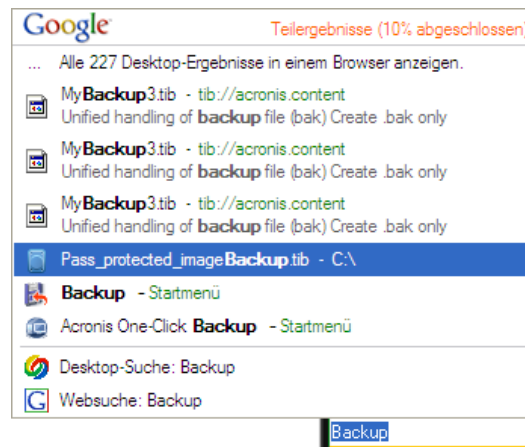 Google Teilergebnisse (10% abgeschlossen)
... Alle 227 Desktop-Ergebnisse in einem Browser anzeigen.
MyBackup3.tib - tib://acronis.content
Unified handling of backup file (bak) Create .bak only
MyBackup3.tib - tib://acronis.content
Unified handling of backup file (bak) Create .bak only
MyBackup3.tib - tib://acronis.content
Unified handling of backup file (bak) Create .bak only
Pass_protected_imageBackup.tib - C:\
Backup - Startmenü
Acronis One-Click Backup - Startmenü
Desktop-Suche: Backup
G Websuche: Backup
Backup